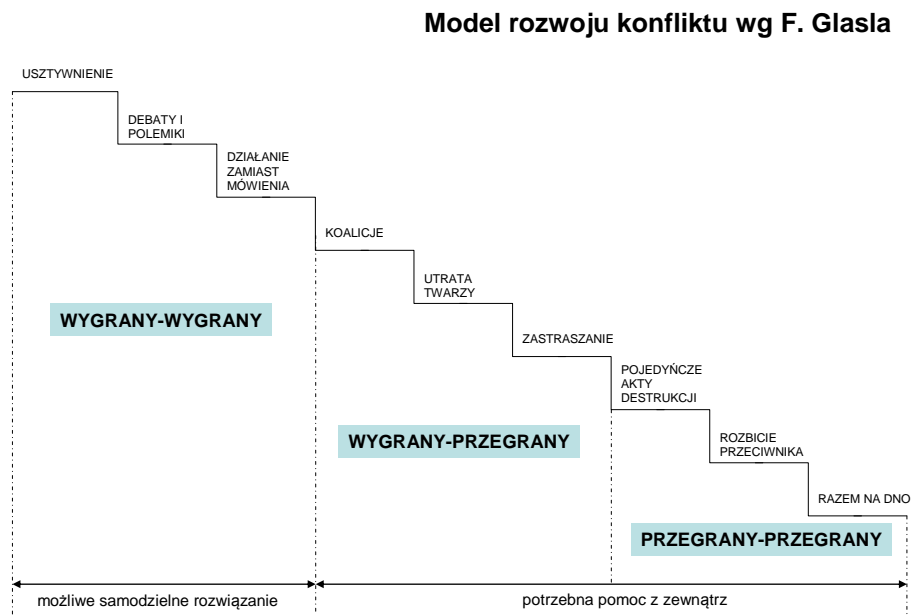 Model rozwoju konfliktu wg F. Glasla
USZTYWNIENIE
DEBATY I
POLEMIKI
DZIAŁANIE
ZAMIAST
MÓWIENIA
KOALICJE
UTRATA
TWARZY
ZASTRASZANIE
POJEDYŃCZE
AKTY
DESTRUKCJI
ROZBICIE
PRZECIWNIKA
RAZEM NA DNO
WYGRANY-WYGRANY
WYGRANY-PRZEGRANY
PRZEGRANY-PRZEGRANY
możliwe samodzielne rozwiązanie
potrzebna pomoc z zewnątrz